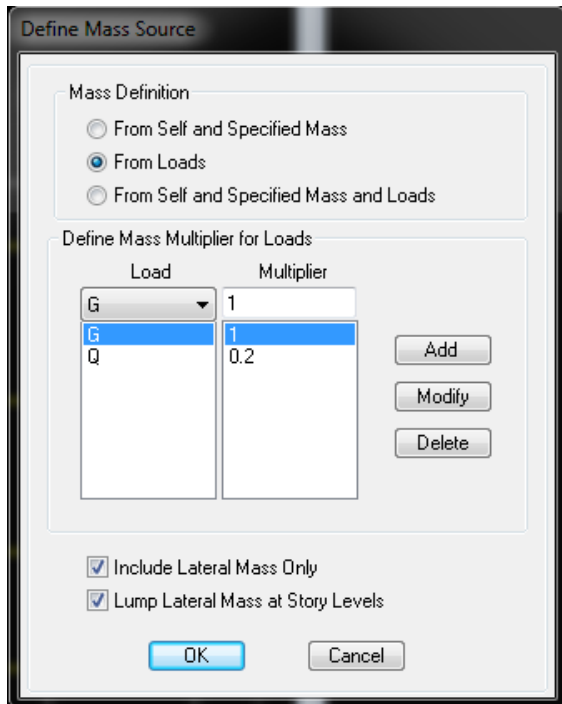 Define Mass Source
Mass Definition
From Self and Specified Mass
From Loads
From Self and Specified Mass and Loads
Define Mass Multiplier for Loads
Load Multiplier
G 1
G 1
Q 0.2
Add
Modify
Delete
Include Lateral Mass Only
Lump Lateral Mass at Story Levels
OK Cancel